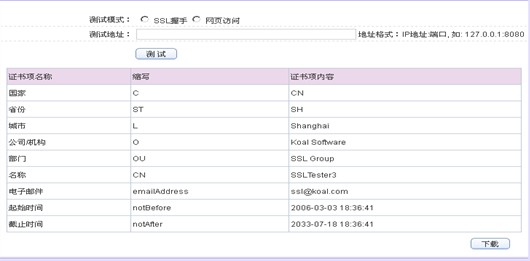 测试模式： SSL握手 网页访问
测试地址： 地址格式：IP地址:端口, 如: 127.0.0.1:8080
测试
证书项名称 缩写 证书项内容
国家 C CN
省份 ST SH
城市 L Shanghai
公司/机构 O Koal Software
部门 OU SSL Group
名称 CN SSLTester3
电子邮件 emailAddress ssl@koal.com
起始时间 notBefore 2006-03-03 18:36:41
截止时间 notAfter 2033-07-18 18:36:41
下载